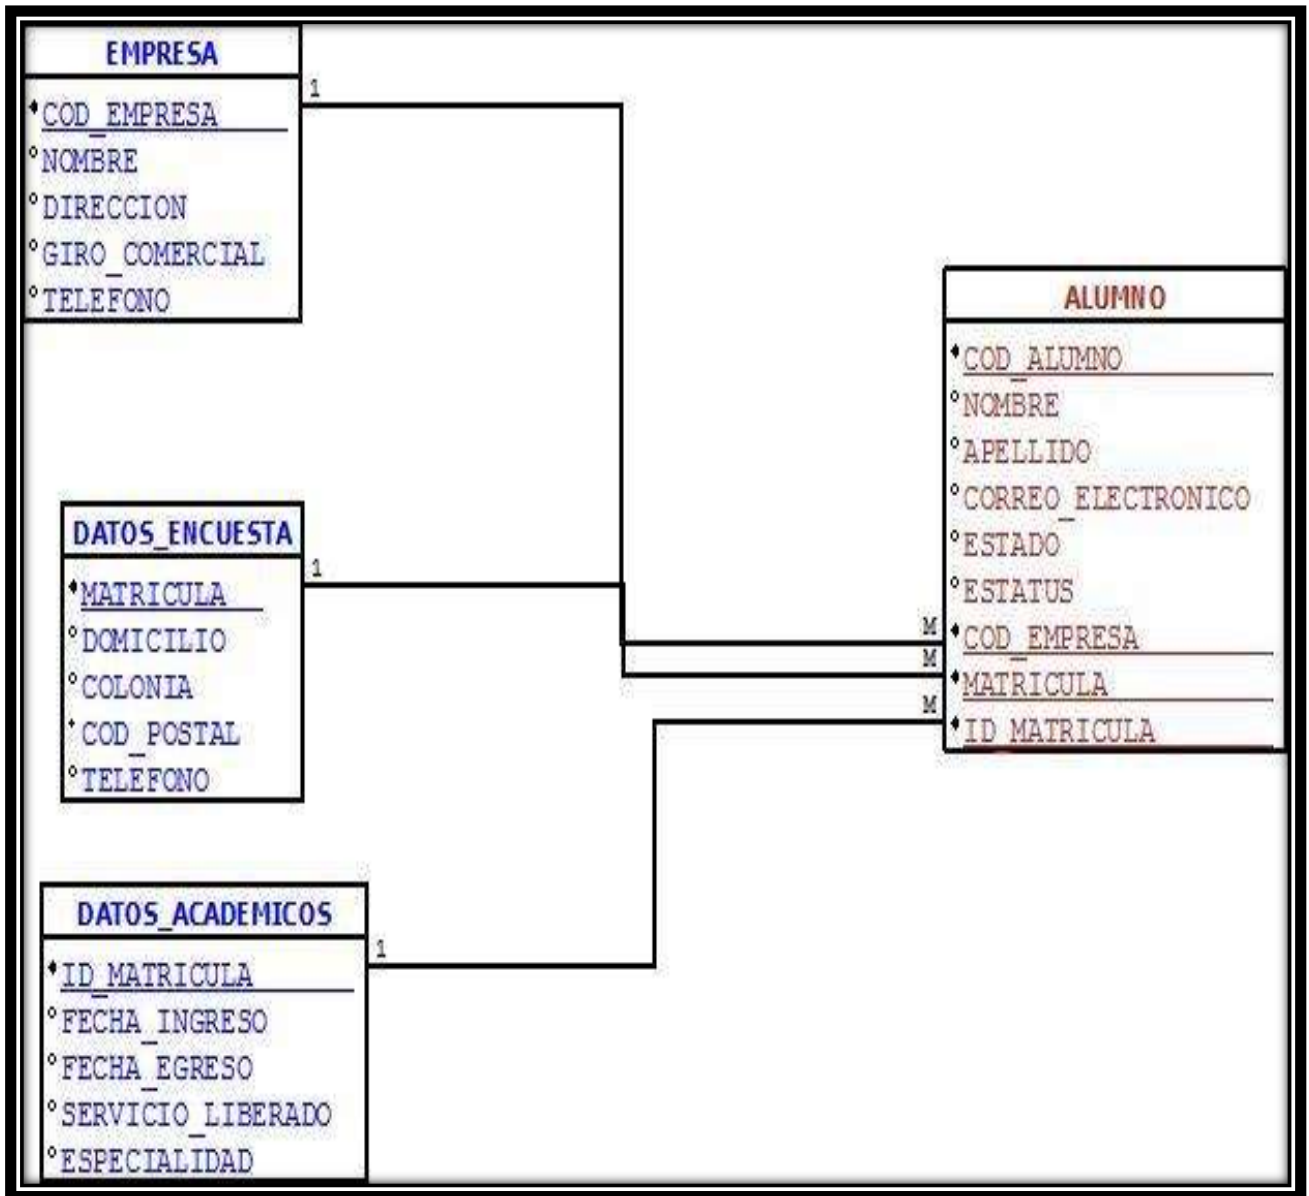 EMPRESA
1
COD_EMPRESA
NOMBRE
DIRECCION
GIRO_COMERCIAL
TELEFONO
ALUMNO
COD_ALUMNO
NOMBRE
APELLIDO
CORREO_ELECTRONICO
ESTADO
ESTATUS
M
COD_EMPRESA
M
MATRICULA
M
ID_MATRICULA
DATOS_ENCUESTA
1
MATRICULA
DOMICILIO
COLONIA
COD_POSTAL
TELEFONO
DATOS_ACADEMICOS
1
ID_MATRICULA
FECHA_INGRESO
FECHA_EGRESO
SERVICIO_LIBERADO
ESPECIALIDAD